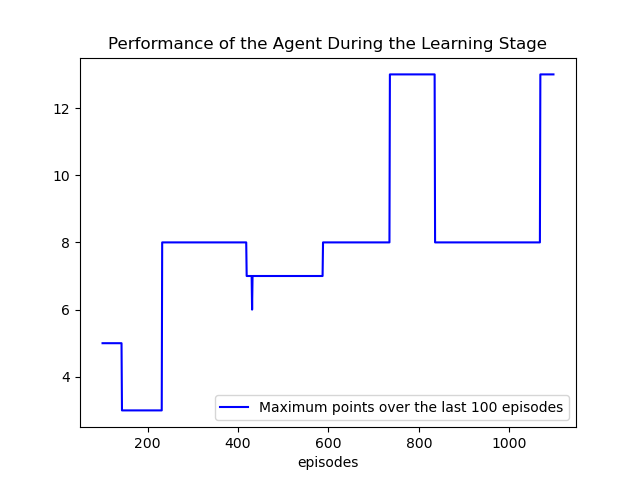 Performance of the Agent During the Learning Stage
12
10
8
6
4
Maximum points over the last 100 episodes
200 400 600 800 1000
episodes